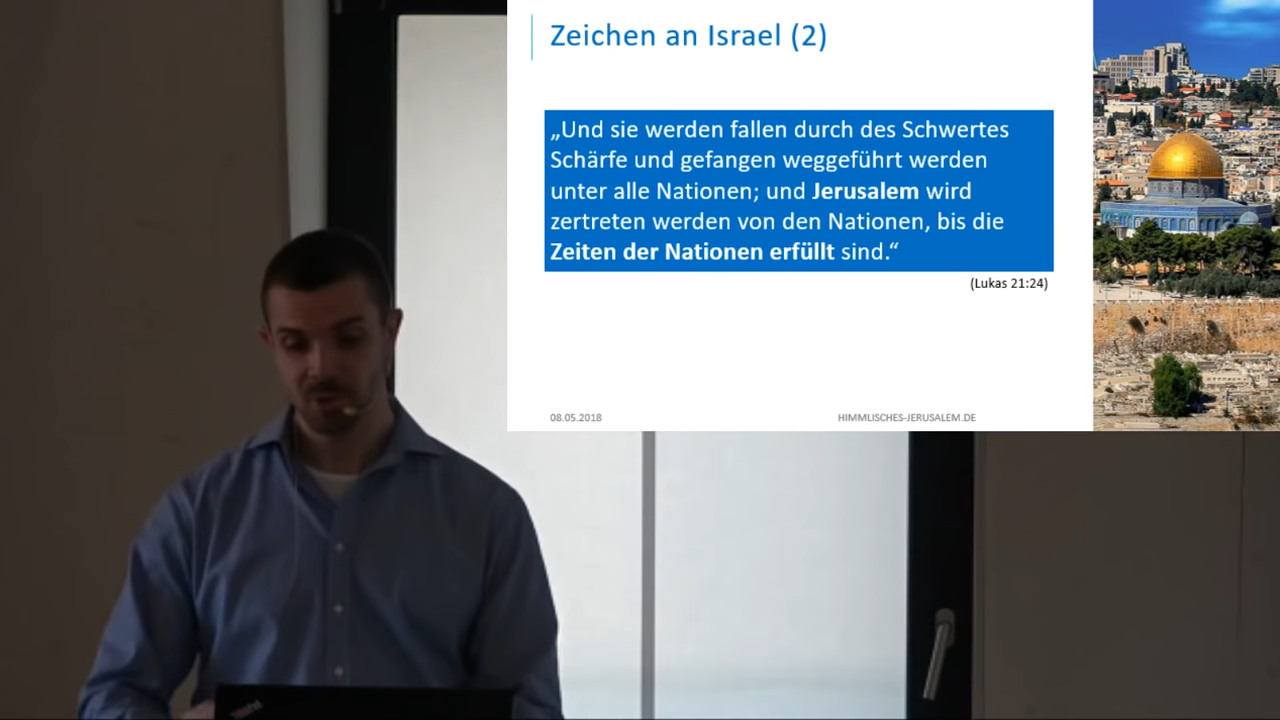 Zeichen an Israel (2)
„Und sie werden fallen durch des Schwertes
Schärfe und gefangen weggeführt werden
unter alle Nationen; und Jerusalem wird
zertreten werden von den Nationen, bis die
Zeiten der Nationen erfüllt sind.“
(Lukas 21:24)
08.05.2018
HIMMLISCHES-JERUSALEM.DE